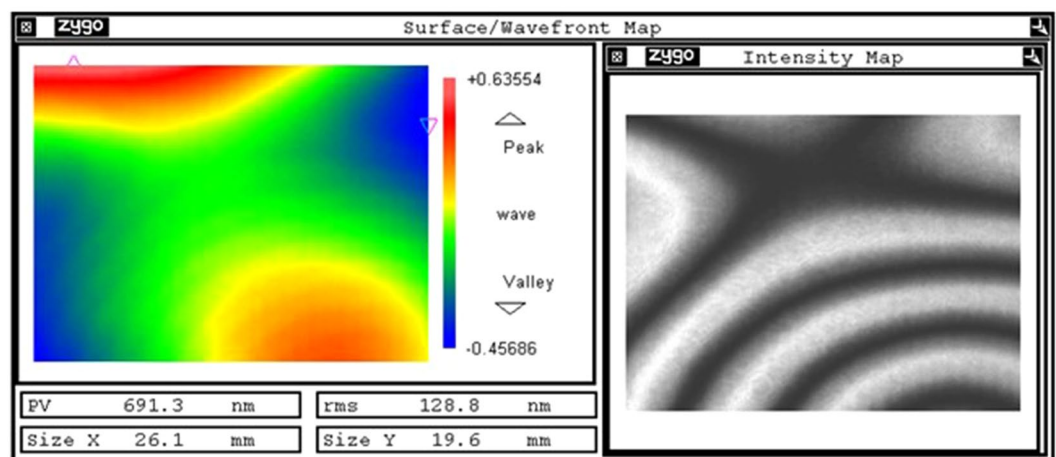 zygo Surface/Wavefront Map
+0.63554
Peak
wave
Valley
-0.45686
PV 691.3 nm
rms 128.8 nm
Size X 26.1 mm
Size Y 19.6 mm
zygo Intensity Map